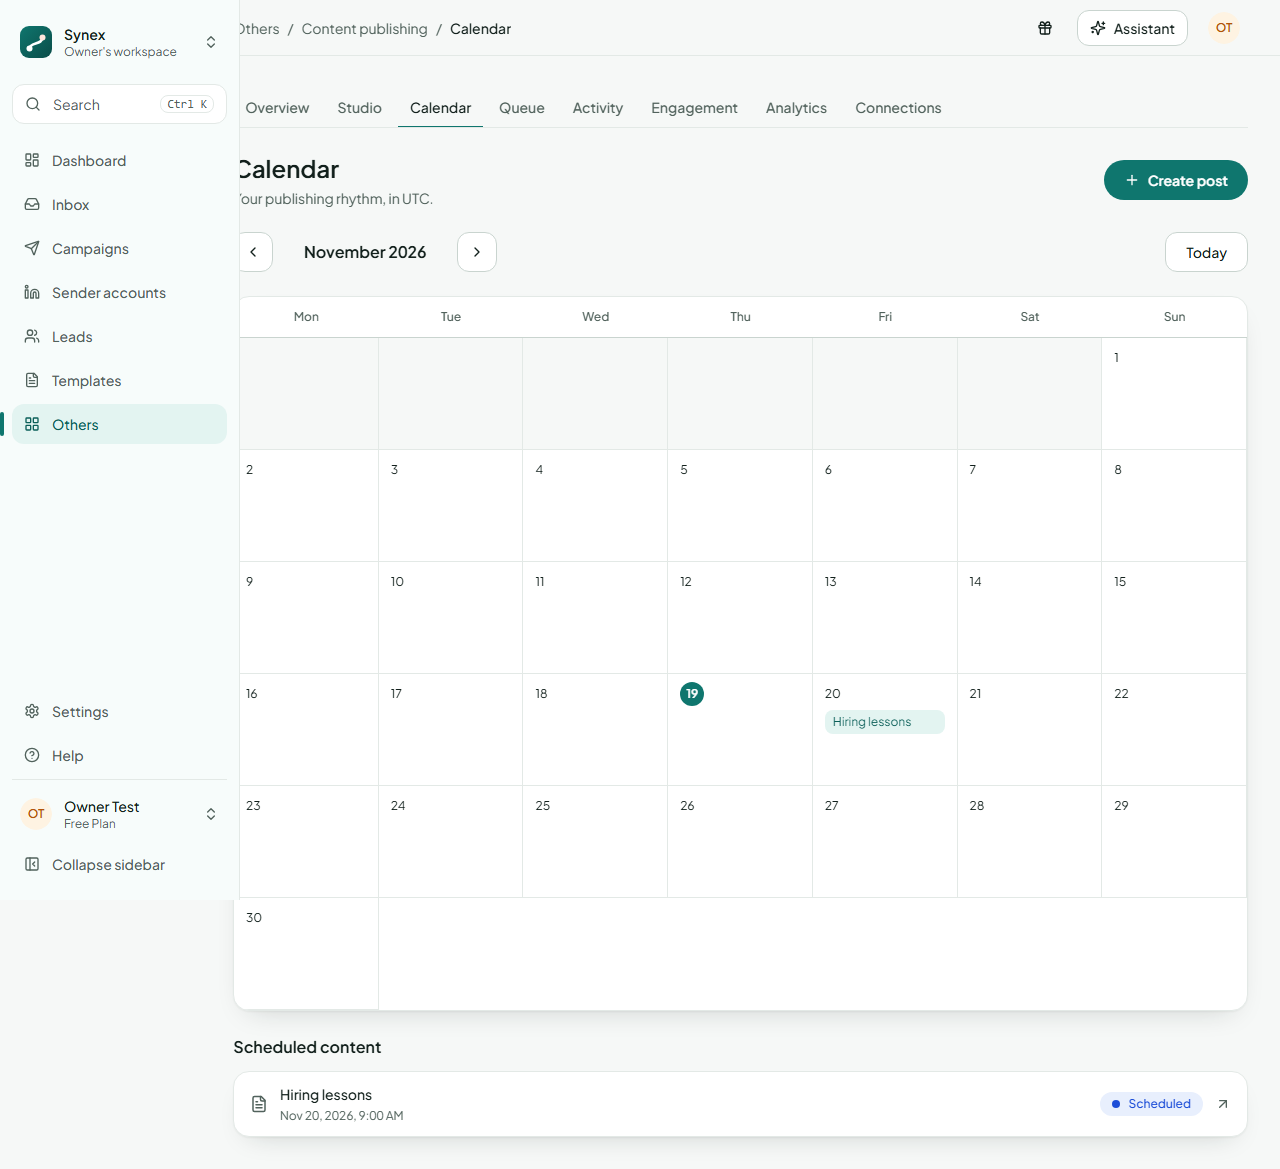 Synex
Owner's workspace
Search Ctrl K
Dashboard
Inbox
Campaigns
Sender accounts
Leads
Templates
Others
Settings
Help
OT Owner Test
Free Plan
Collapse sidebar
Others / Content publishing / Calendar
Assistant OT
Overview Studio Calendar Queue Activity Engagement Analytics Connections
Calendar
Your publishing rhythm, in UTC.
Create post
November 2026
Today
Mon Tue Wed Thu Fri Sat Sun
1
2 3 4 5 6 7 8
9 10 11 12 13 14 15
16 17 18 19 20 21 22
Hiring lessons
23 24 25 26 27 28 29
30
Scheduled content
Hiring lessons
Nov 20, 2026, 9:00 AM
Scheduled